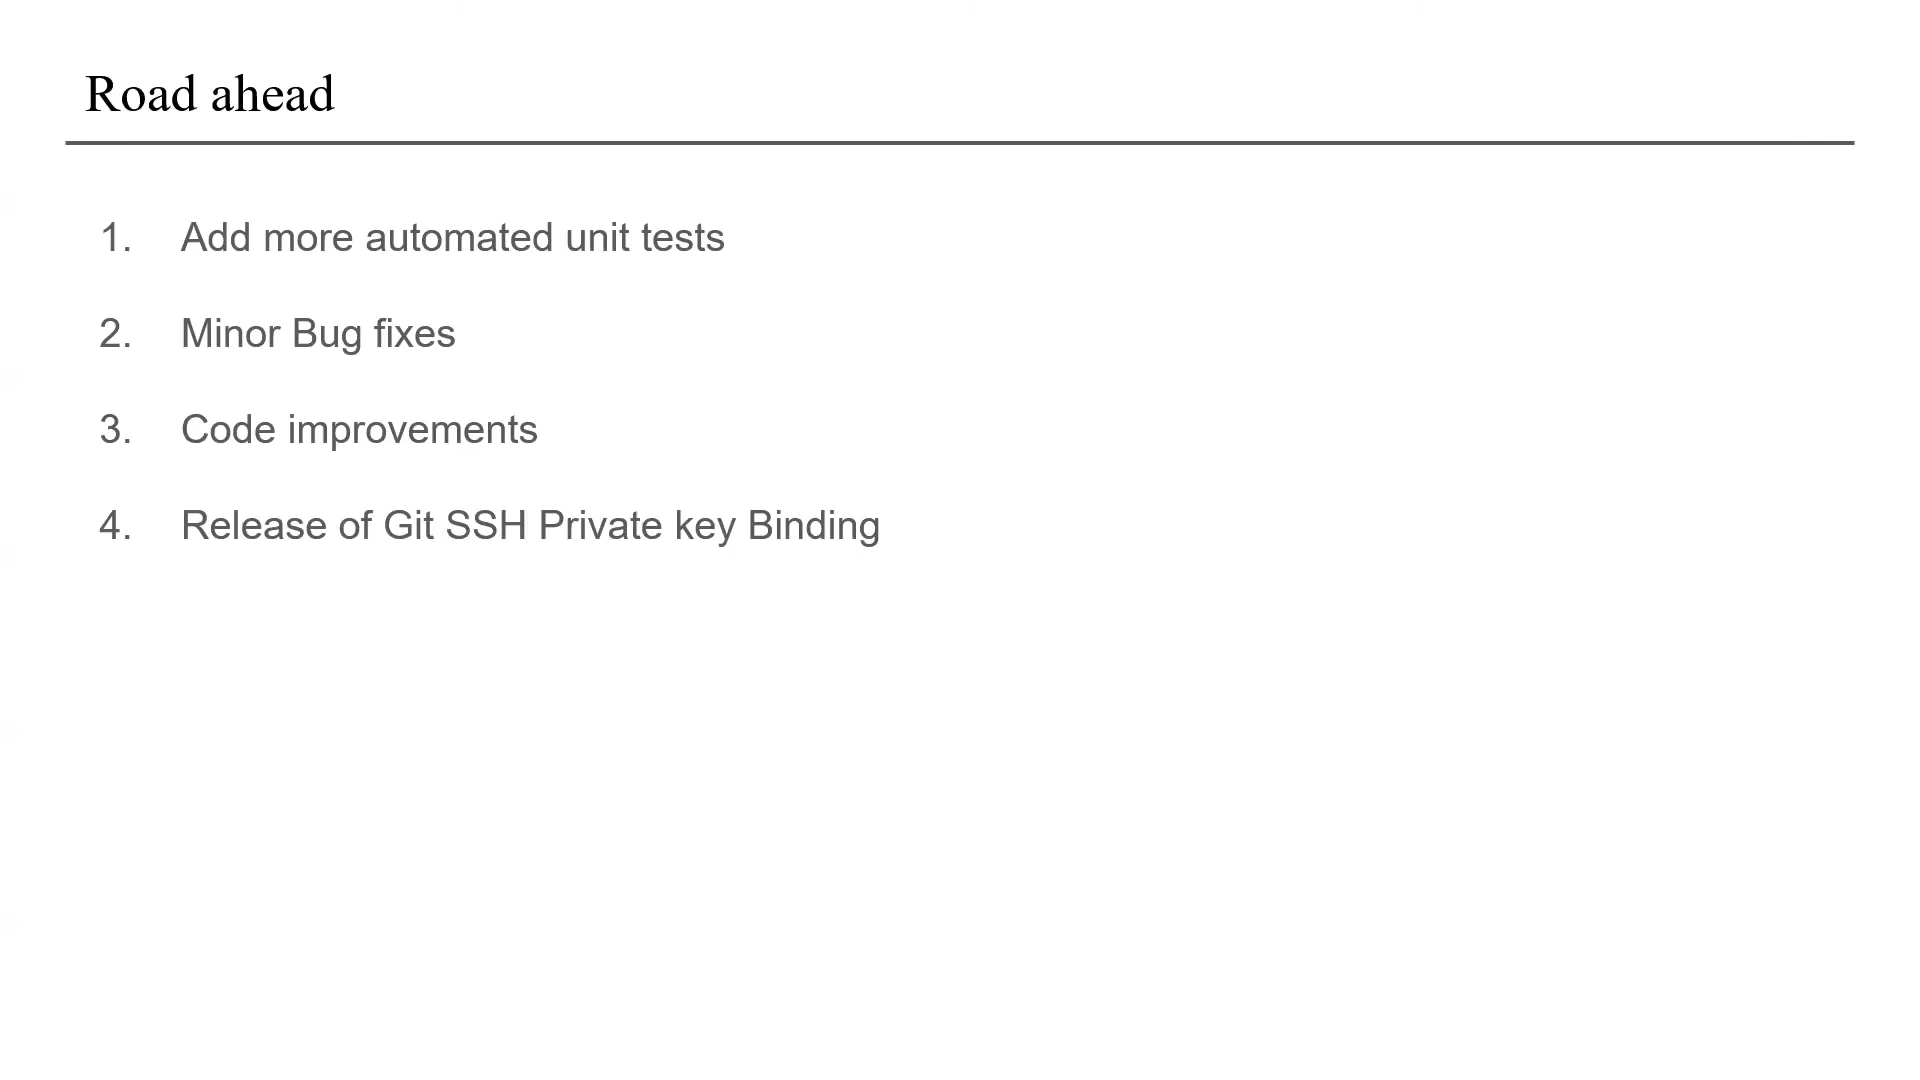 Road ahead
1. Add more automated unit tests
2. Minor Bug fixes
3. Code improvements
4. Release of Git SSH Private key Binding